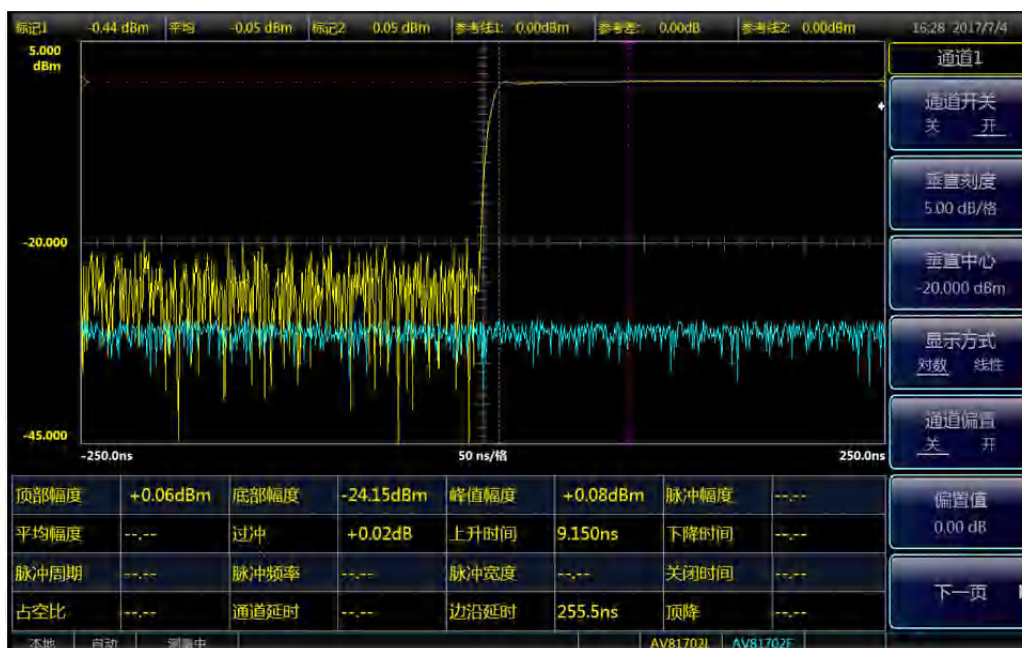 标记1 -0.44 dBm 平均 -0.05 dBm 标记2 0.05 dBm 参考线1: 0.00dBm 参考差: 0.00dB 参考线2: 0.00dBm 16:28 2017/7/4
5.000
dBm
-20.000
-45.000
-250.0ns 50 ns/格 250.0ns
通道1
通道开关
关 开
垂直刻度
5.00 dB/格
垂直中心
-20.000 dBm
显示方式
对数 线性
通道偏置
关 开
偏置值
0.00 dB
下一页
顶部幅度 +0.06dBm 底部幅度 -24.15dBm 峰值幅度 +0.08dBm 脉冲幅度 --.--
平均幅度 --.-- 过冲 +0.02dB 上升时间 9.150ns 下降时间 --.--
脉冲周期 --.-- 脉冲频率 --.-- 脉冲宽度 --.-- 关闭时间 --.--
占空比 --.-- 通道延时 --.-- 边沿延时 255.5ns 顶降 --.--
本地 自动 测量中 AV81702L AV81702F